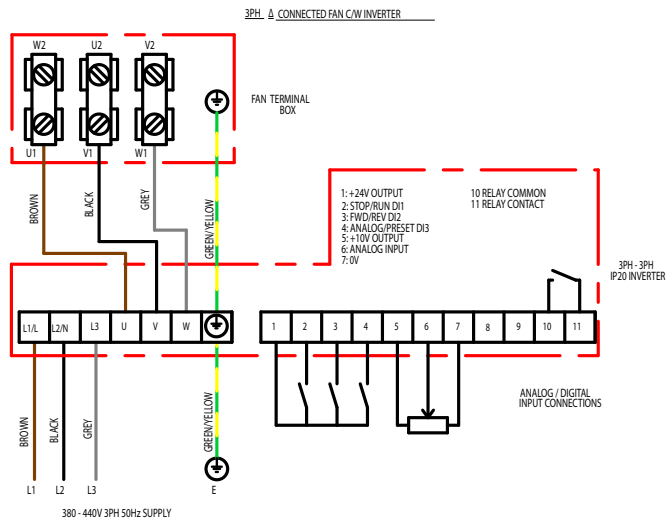 3PH Δ CONNECTED FAN C/W INVERTER
W2 U2 V2
FAN TERMINAL
BOX
U1 V1 W1
BROWN
BLACK
GREY
GREEN/YELLOW
1: +24V OUTPUT
2: STOP/RUN DI1
3: FWD/REV DI2
4: ANALOG/PRESET DI3
5: +10V OUTPUT
6: ANALOG INPUT
7: 0V
10 RELAY COMMON
11 RELAY CONTACT
3PH - 3PH
IP20 INVERTER
L1/L L2/N L3 U V W
1 2 3 4 5 6 7 8 9 10 11
ANALOG / DIGITAL
INPUT CONNECTIONS
BROWN
BLACK
GREY
GREEN/YELLOW
L1 L2 L3 E
380 - 440V 3PH 50Hz SUPPLY